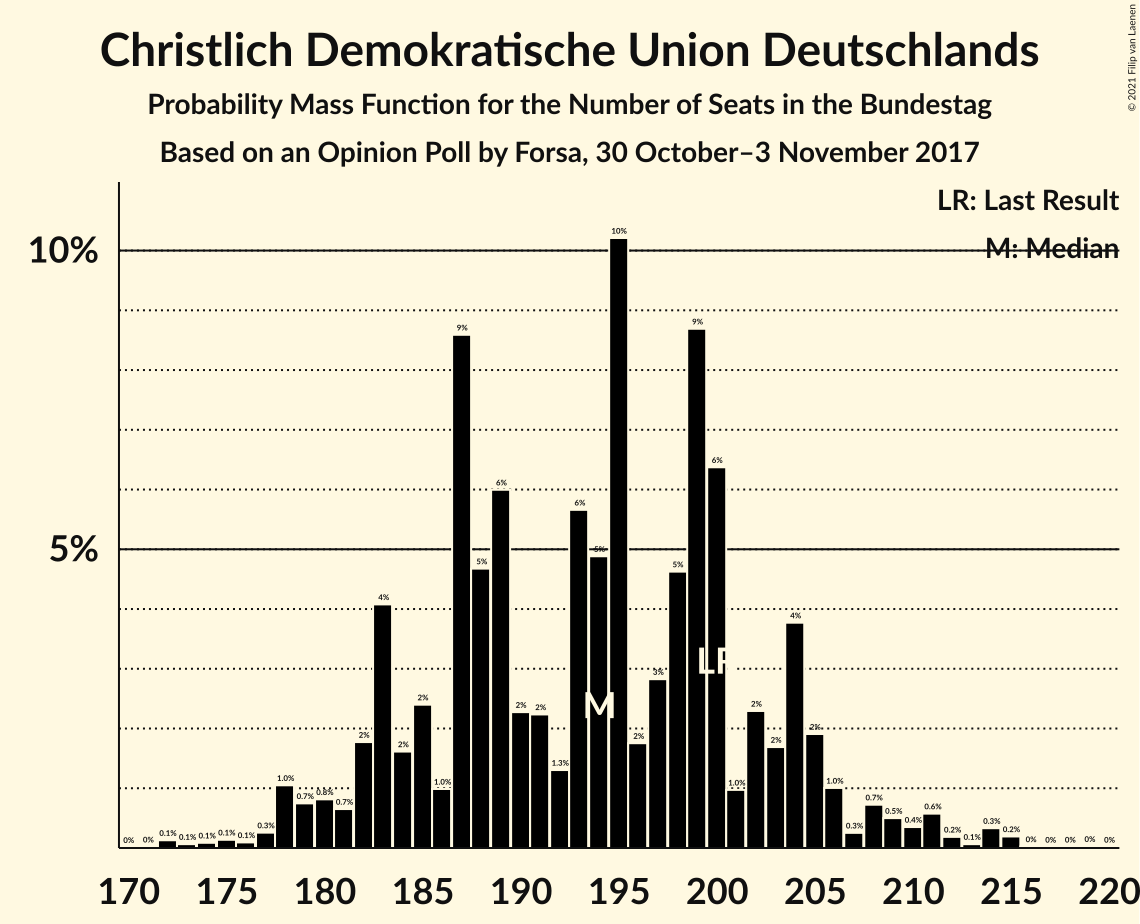 Christlich Demokratische Union Deutschlands
Probability Mass Function for the Number of Seats in the Bundestag
Based on an Opinion Poll by Forsa, 30 October–3 November 2017
© 2021 Filip van Laenen
LR: Last Result
M: Median
10%
5%
0% 0% 0.1% 0.1% 0.1% 0.1% 0.1% 0.3% 1.0% 0.7% 0.8% 0.7% 2% 4% 2% 2% 1.0% 9% 5% 6% 2% 2% 1.3% 6% 5% 10% 2% 3% 5% 9% 6% 1.0% 2% 2% 4% 2% 1.0% 0.3% 0.7% 0.5% 0.4% 0.6% 0.2% 0.1% 0.3% 0.2% 0% 0% 0% 0% 0%
M
LR
170 175 180 185 190 195 200 205 210 215 220